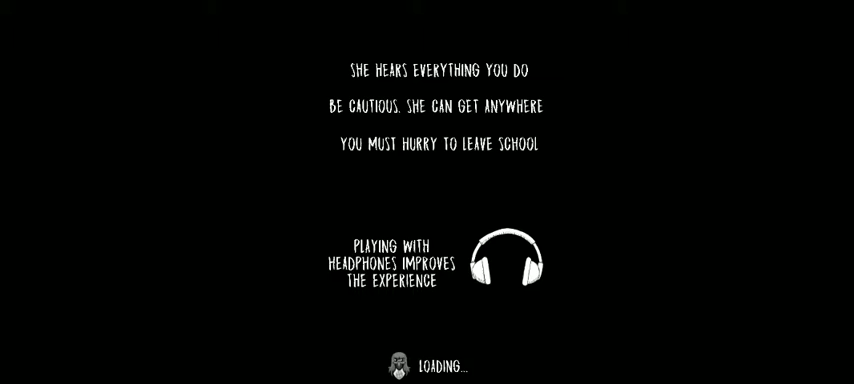 SHE HEARS EVERYTHING YOU DO
BE CAUTIOUS. SHE CAN GET ANYWHERE
YOU MUST HURRY TO LEAVE SCHOOL
PLAYING WITH
HEADPHONES IMPROVES
THE EXPERIENCE
LOADING...